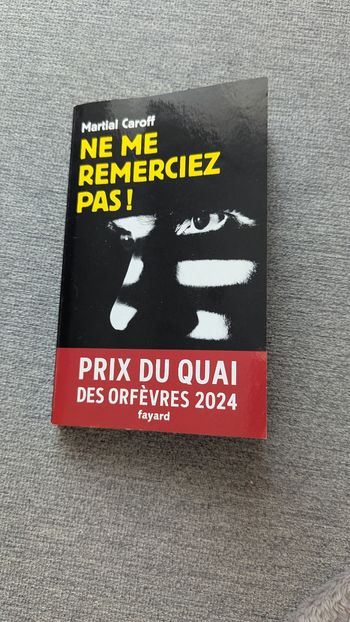 Martial Caroff
NE ME
REMERCIEZ
PAS !
PRIX DU QUAI
DES ORFÈVRES 2024
fayard